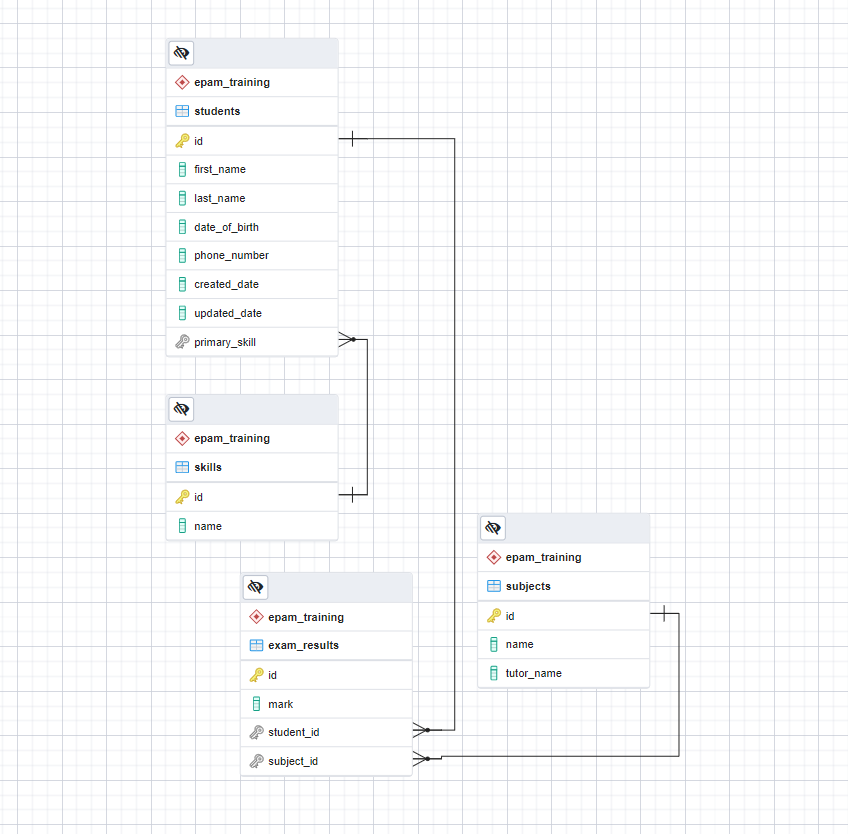 epam_training
students
id
first_name
last_name
date_of_birth
phone_number
created_date
updated_date
primary_skill
epam_training
skills
id
name
epam_training
exam_results
id
mark
student_id
subject_id
epam_training
subjects
id
name
tutor_name